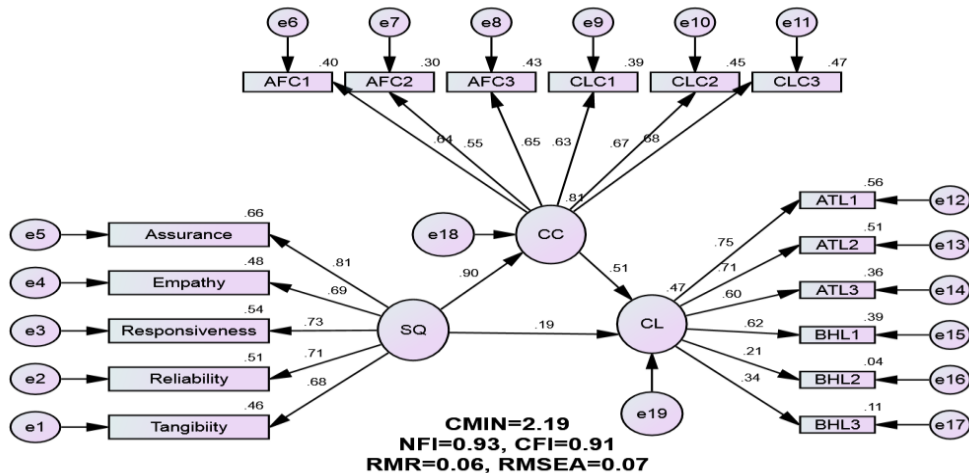 e6 e7 e8 e9 e10 e11
.40 .30 .43 .39 .45 .47
AFC1 AFC2 AFC3 CLC1 CLC2 CLC3
.64 .55 .65 .63 .67 .68
.81
CC
e18
.66
e5 Assurance
.48
e4 Empathy
.54
e3 Responsiveness
.51
e2 Reliability
.46
e1 Tangibiity
.81
.69
.73
.71
.68
SQ
.90
.51
.19
.47
CL
e19
.75
.71
.60
.62
.21
.34
.56
ATL1 e12
.51
ATL2 e13
.36
ATL3 e14
.39
BHL1 e15
.04
BHL2 e16
.11
BHL3 e17
CMIN=2.19
NFI=0.93, CFI=0.91
RMR=0.06, RMSEA=0.07